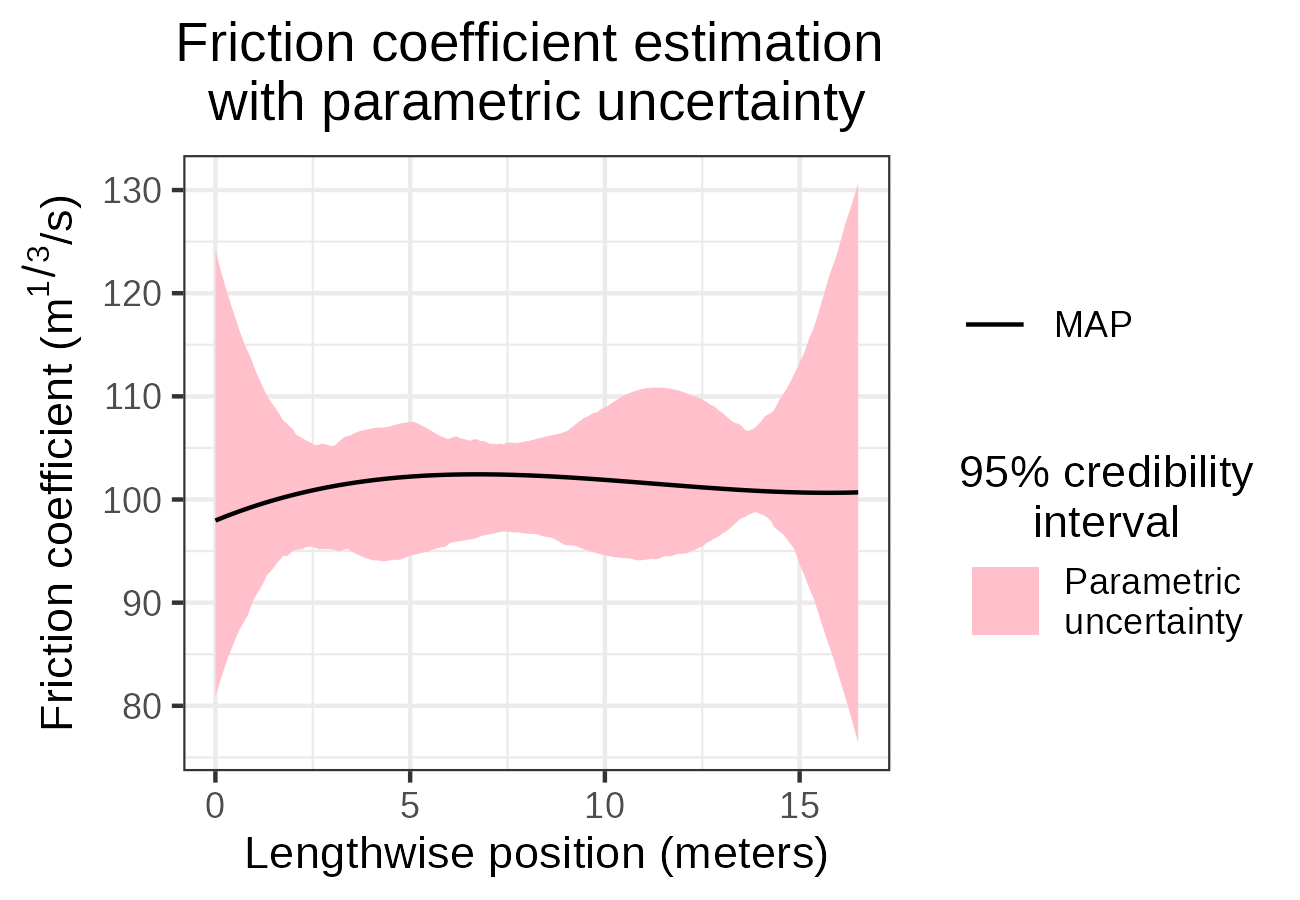 Friction coefficient estimation
with parametric uncertainty
Friction coefficient (m^1/3/s)
130
120
110
100
90
80
0 5 10 15
Lengthwise position (meters)
MAP
95% credibility
interval
Parametric
uncertainty